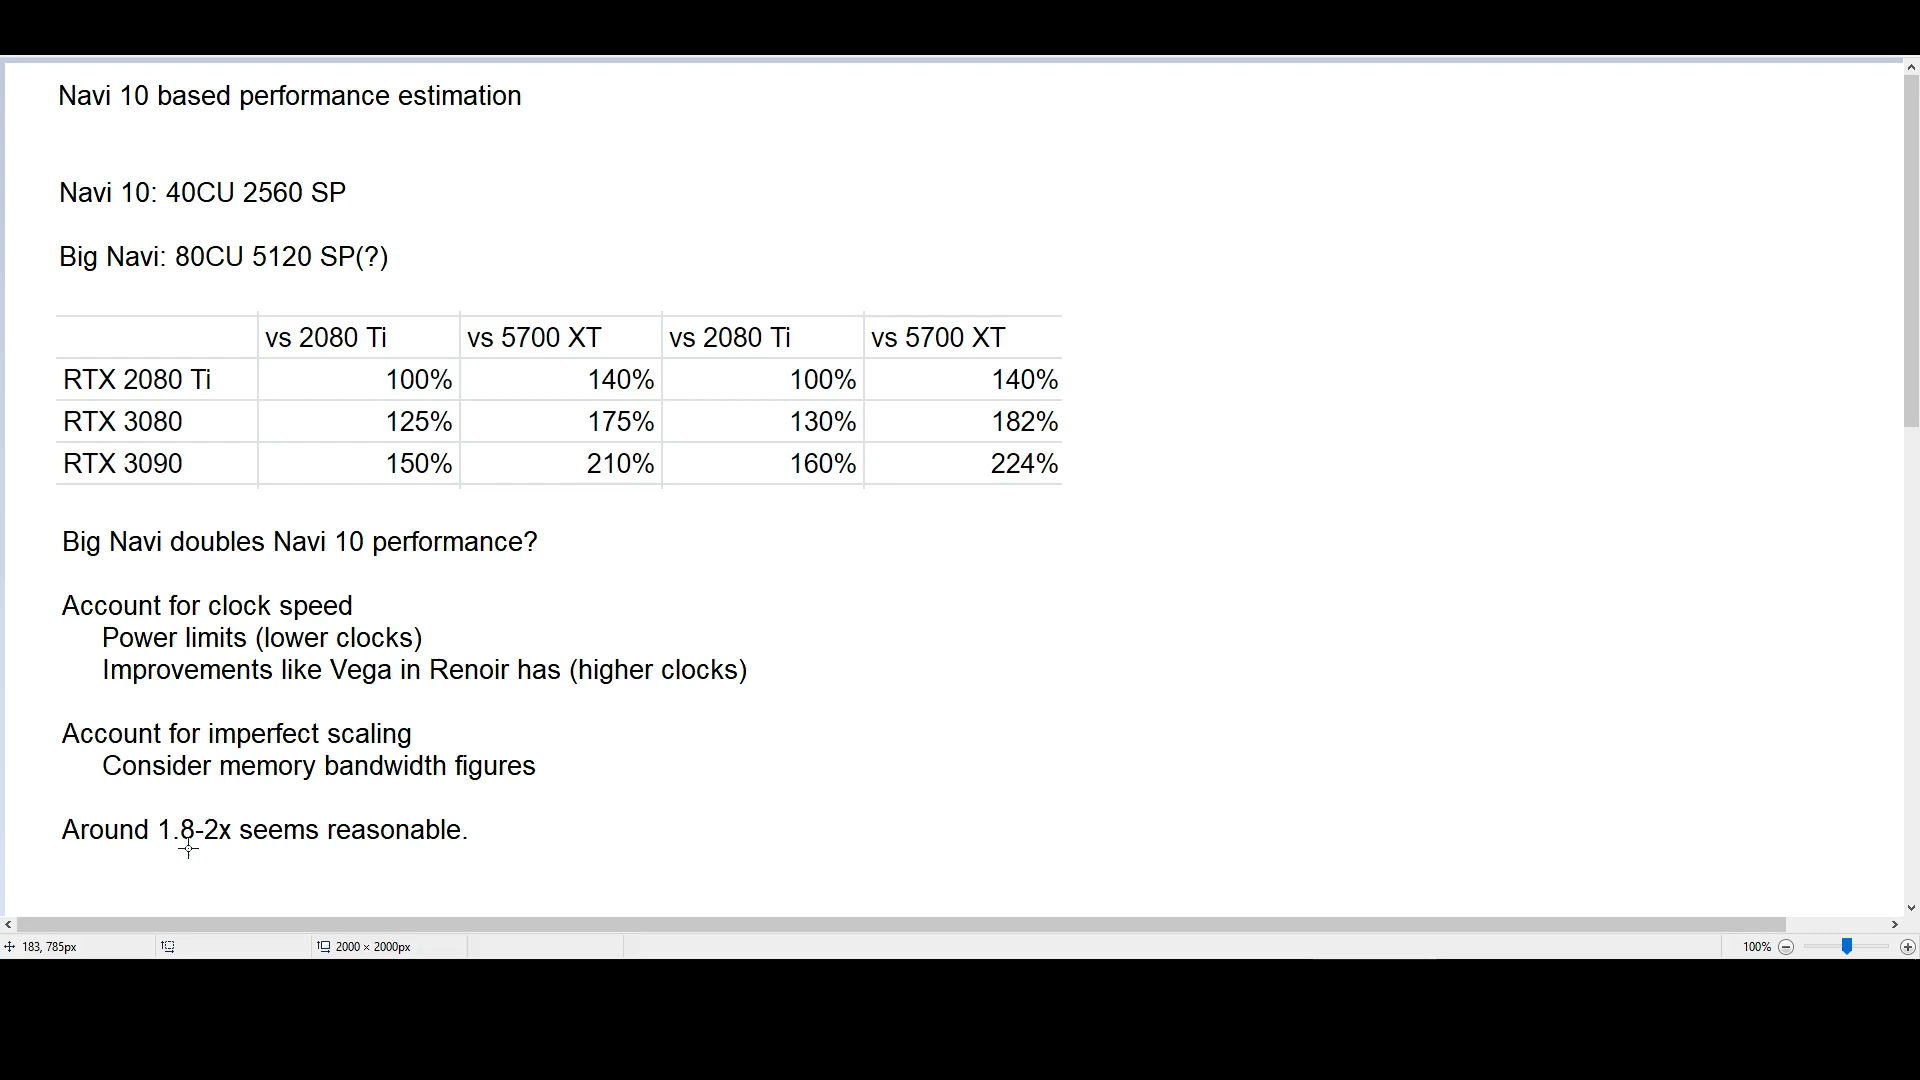 Navi 10 based performance estimation
Navi 10: 40CU 2560 SP
Big Navi: 80CU 5120 SP(?)
vs 2080 Ti vs 5700 XT vs 2080 Ti vs 5700 XT
RTX 2080 Ti 100% 140% 100% 140%
RTX 3080 125% 175% 130% 182%
RTX 3090 150% 210% 160% 224%
Big Navi doubles Navi 10 performance?
Account for clock speed
Power limits (lower clocks)
Improvements like Vega in Renoir has (higher clocks)
Account for imperfect scaling
Consider memory bandwidth figures
Around 1.8-2x seems reasonable.
183, 785px 2000 × 2000px 100%